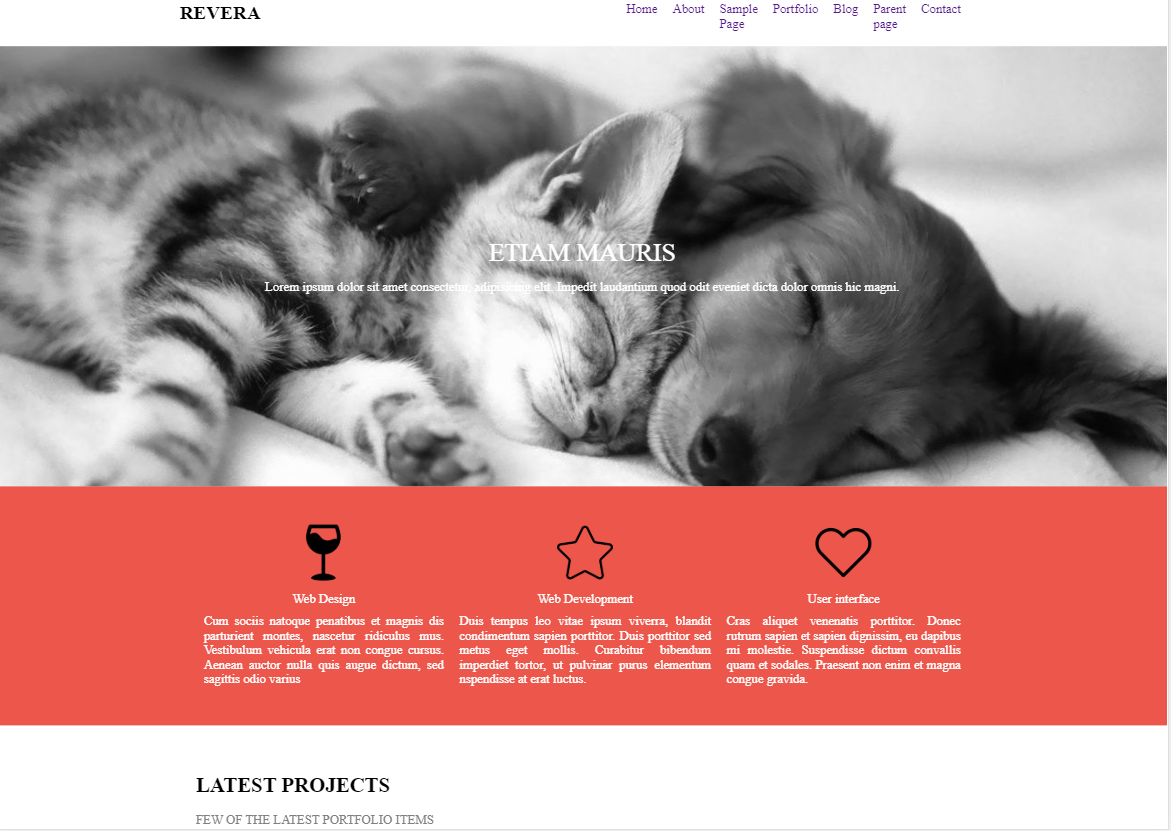 REVERA
Home About Sample Page Portfolio Blog Parent page Contact
ETIAM MAURIS
Lorem ipsum dolor sit amet consectetur, adipisicing elit. Impedit laudantium quod odit eveniet dicta dolor omnis hic magni.
Web Design
Cum sociis natoque penatibus et magnis dis
parturient montes, nascetur ridiculus mus.
Vestibulum vehicula erat non congue cursus.
Aenean auctor nulla quis augue dictum, sed
sagittis odio varius
Web Development
Duis tempus leo vitae ipsum viverra, blandit
condimentum sapien porttitor. Duis porttitor sed
metus eget mollis. Curabitur bibendum
imperdiet tortor, ut pulvinar purus elementum
nspendisse at erat luctus.
User interface
Cras aliquet venenatis porttitor. Donec
rutrum sapien et sapien dignissim, eu dapibus
mi molestie. Suspendisse dictum convallis
quam et sodales. Praesent non enim et magna
congue gravida.
LATEST PROJECTS
FEW OF THE LATEST PORTFOLIO ITEMS